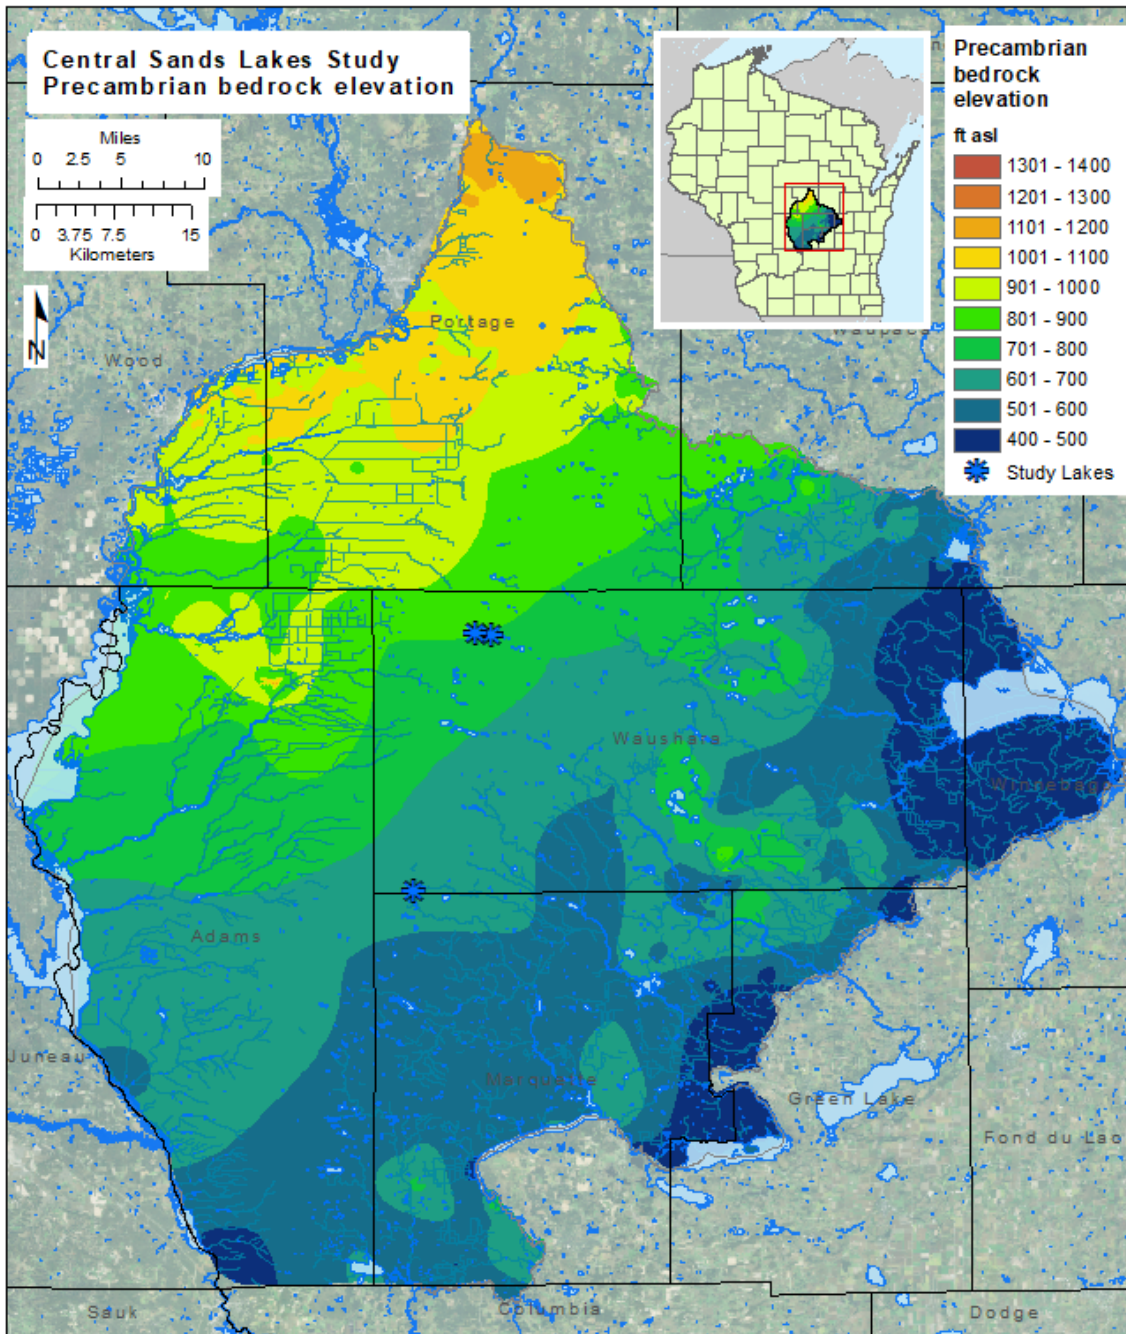 Central Sands Lakes Study
Precambrian bedrock elevation
Miles
0 2.5 5 10
0 3.75 7.5 15
Kilometers
N
Precambrian
bedrock
elevation
ft asl
1301 - 1400
1201 - 1300
1101 - 1200
1001 - 1100
901 - 1000
801 - 900
701 - 800
601 - 700
501 - 600
400 - 500
Study Lakes
Portage
Waupaca
Wood
Waushara
Winnebago
Adams
Juneau
Marquette
Green Lake
Fond du Lac
Sauk
Columbia
Dodge